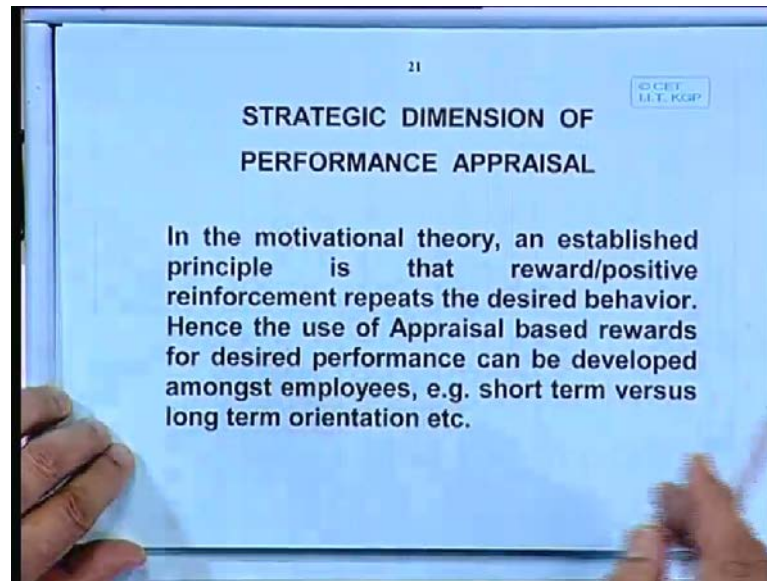 21
© CET
I.I.T. KGP
STRATEGIC DIMENSION OF
PERFORMANCE APPRAISAL
In the motivational theory, an established
principle is that reward/positive
reinforcement repeats the desired behavior.
Hence the use of Appraisal based rewards
for desired performance can be developed
amongst employees, e.g. short term versus
long term orientation etc.